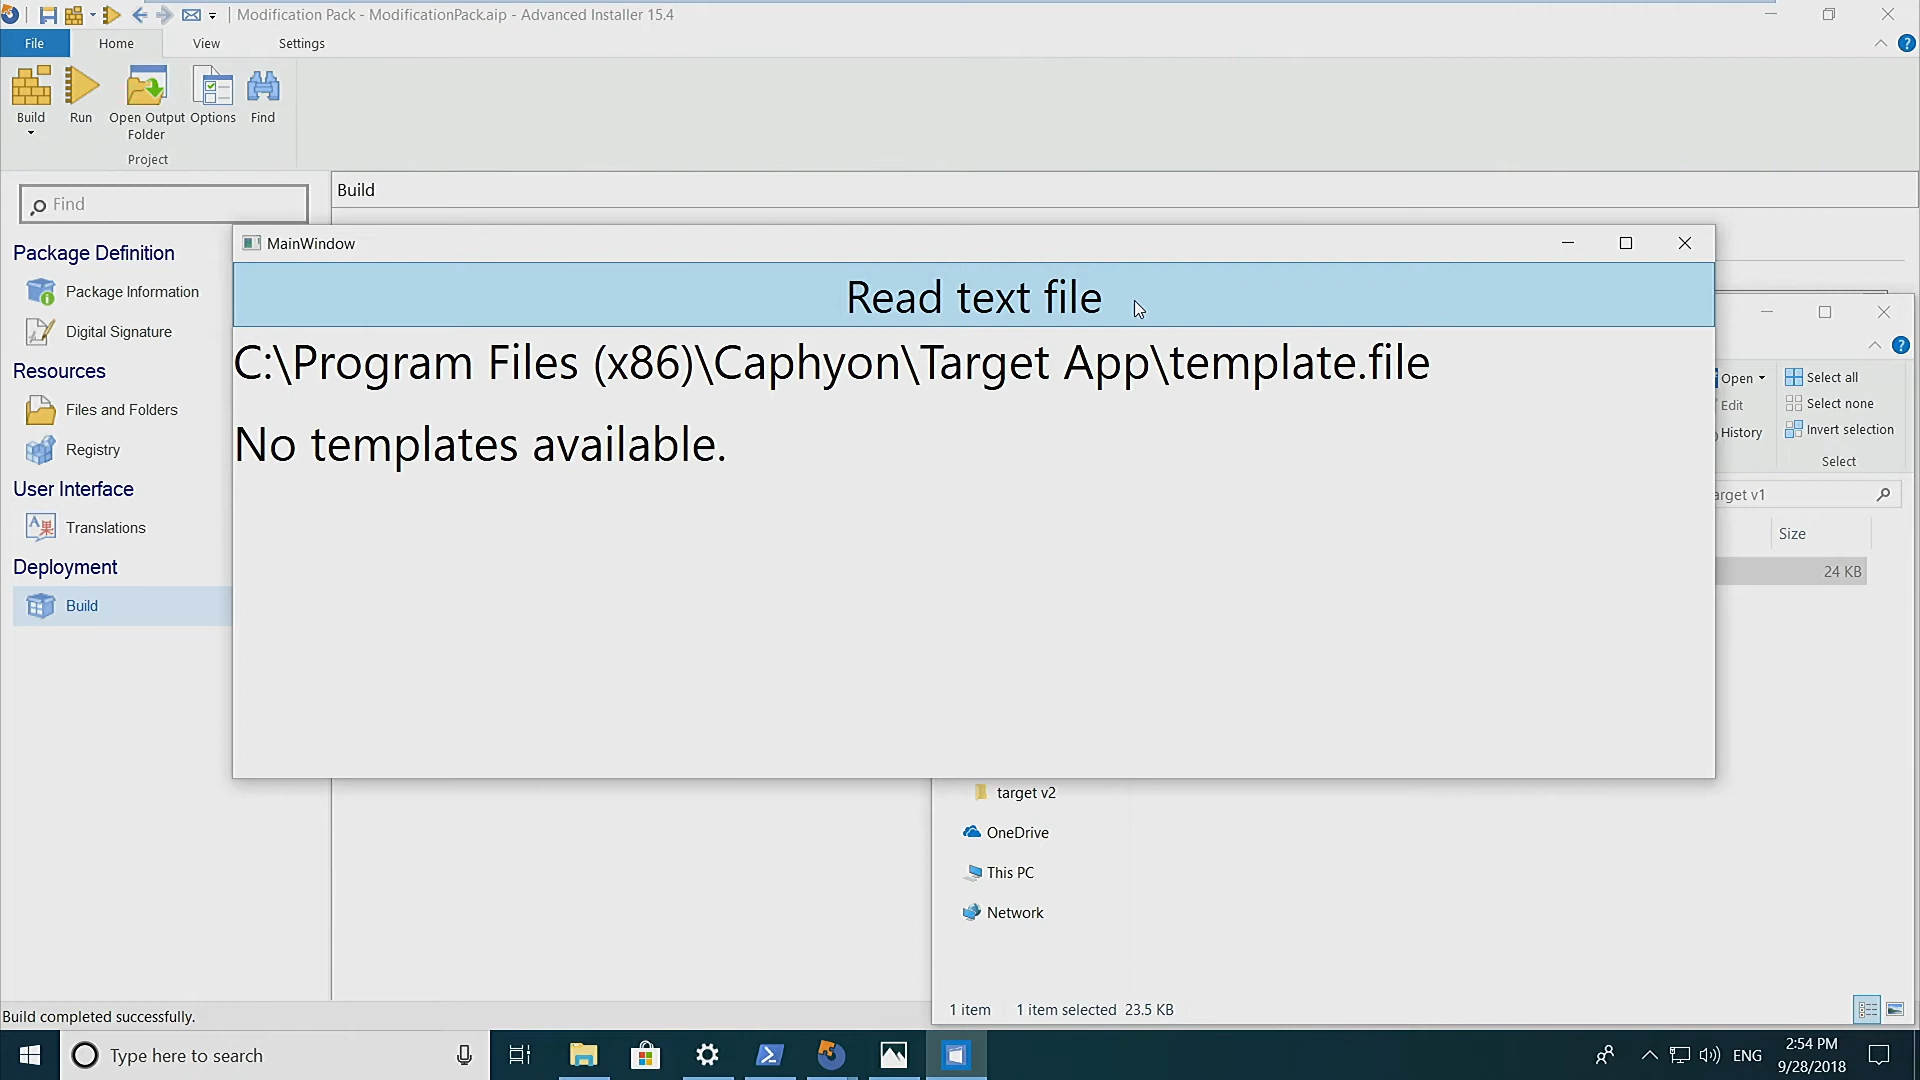 Modification Pack - ModificationPack.aip - Advanced Installer 15.4
File
Home
View
Settings
Build
Run
Open Output
Folder
Options
Find
Project
Find
Build
Package Definition
Package Information
Digital Signature
Resources
Files and Folders
Registry
User Interface
Translations
Deployment
Build
MainWindow
Read text file
C:\Program Files (x86)\Caphyon\Target App\template.file
No templates available.
Open
Edit
History
Select all
Select none
Invert selection
Select
arget v1
Size
24 KB
target v2
OneDrive
This PC
Network
1 item
1 item selected 23.5 KB
Build completed successfully.
Type here to search
ENG
2:54 PM
9/28/2018